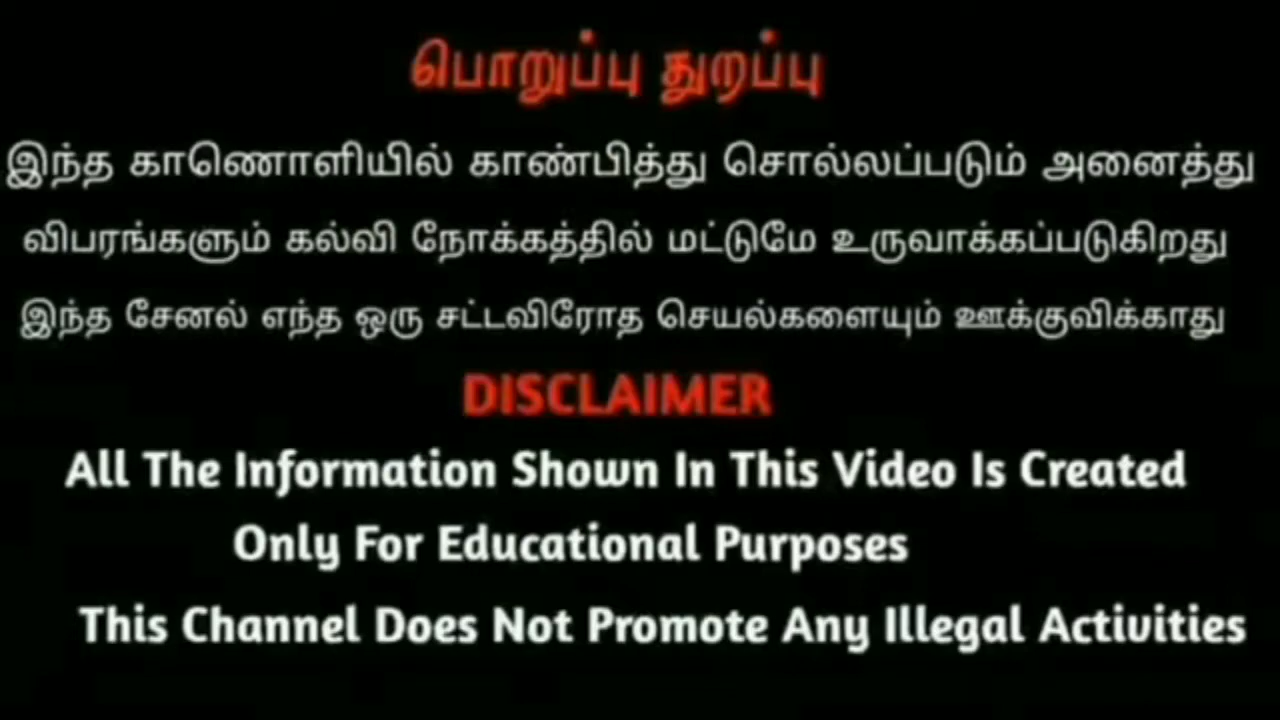 பொறுப்பு துறப்பு
இந்த காணொளியில் காண்பித்து சொல்லப்படும் அனைத்து
விபரங்களும் கல்வி நோக்கத்தில் மட்டுமே உருவாக்கப்படுகிறது
இந்த சேனல் எந்த ஒரு சட்டவிரோத செயல்களையும் ஊக்குவிக்காது
DISCLAIMER
All The Information Shown In This Video Is Created
Only For Educational Purposes
This Channel Does Not Promote Any Illegal Activities